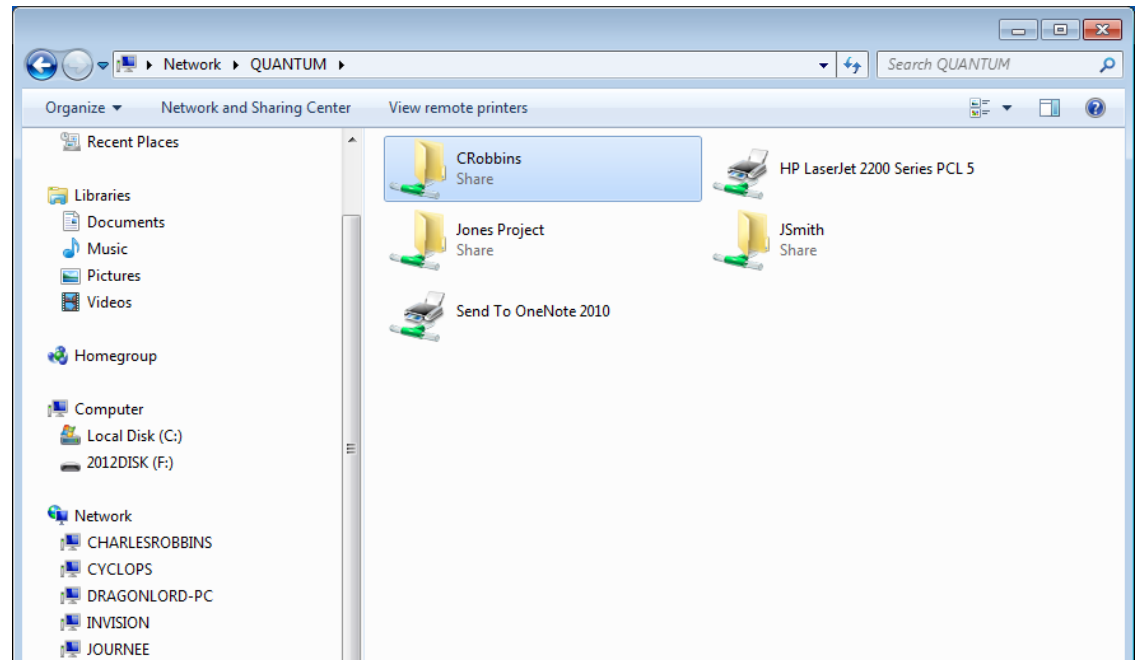 Network ▸ QUANTUM ▸
Search QUANTUM
Organize
Network and Sharing Center
View remote printers
Recent Places
Libraries
Documents
Music
Pictures
Videos
Homegroup
Computer
Local Disk (C:)
2012DISK (F:)
Network
CHARLESROBBINS
CYCLOPS
DRAGONLORD-PC
INVISION
JOURNEE
CRobbins
Share
HP LaserJet 2200 Series PCL 5
Jones Project
Share
JSmith
Share
Send To OneNote 2010